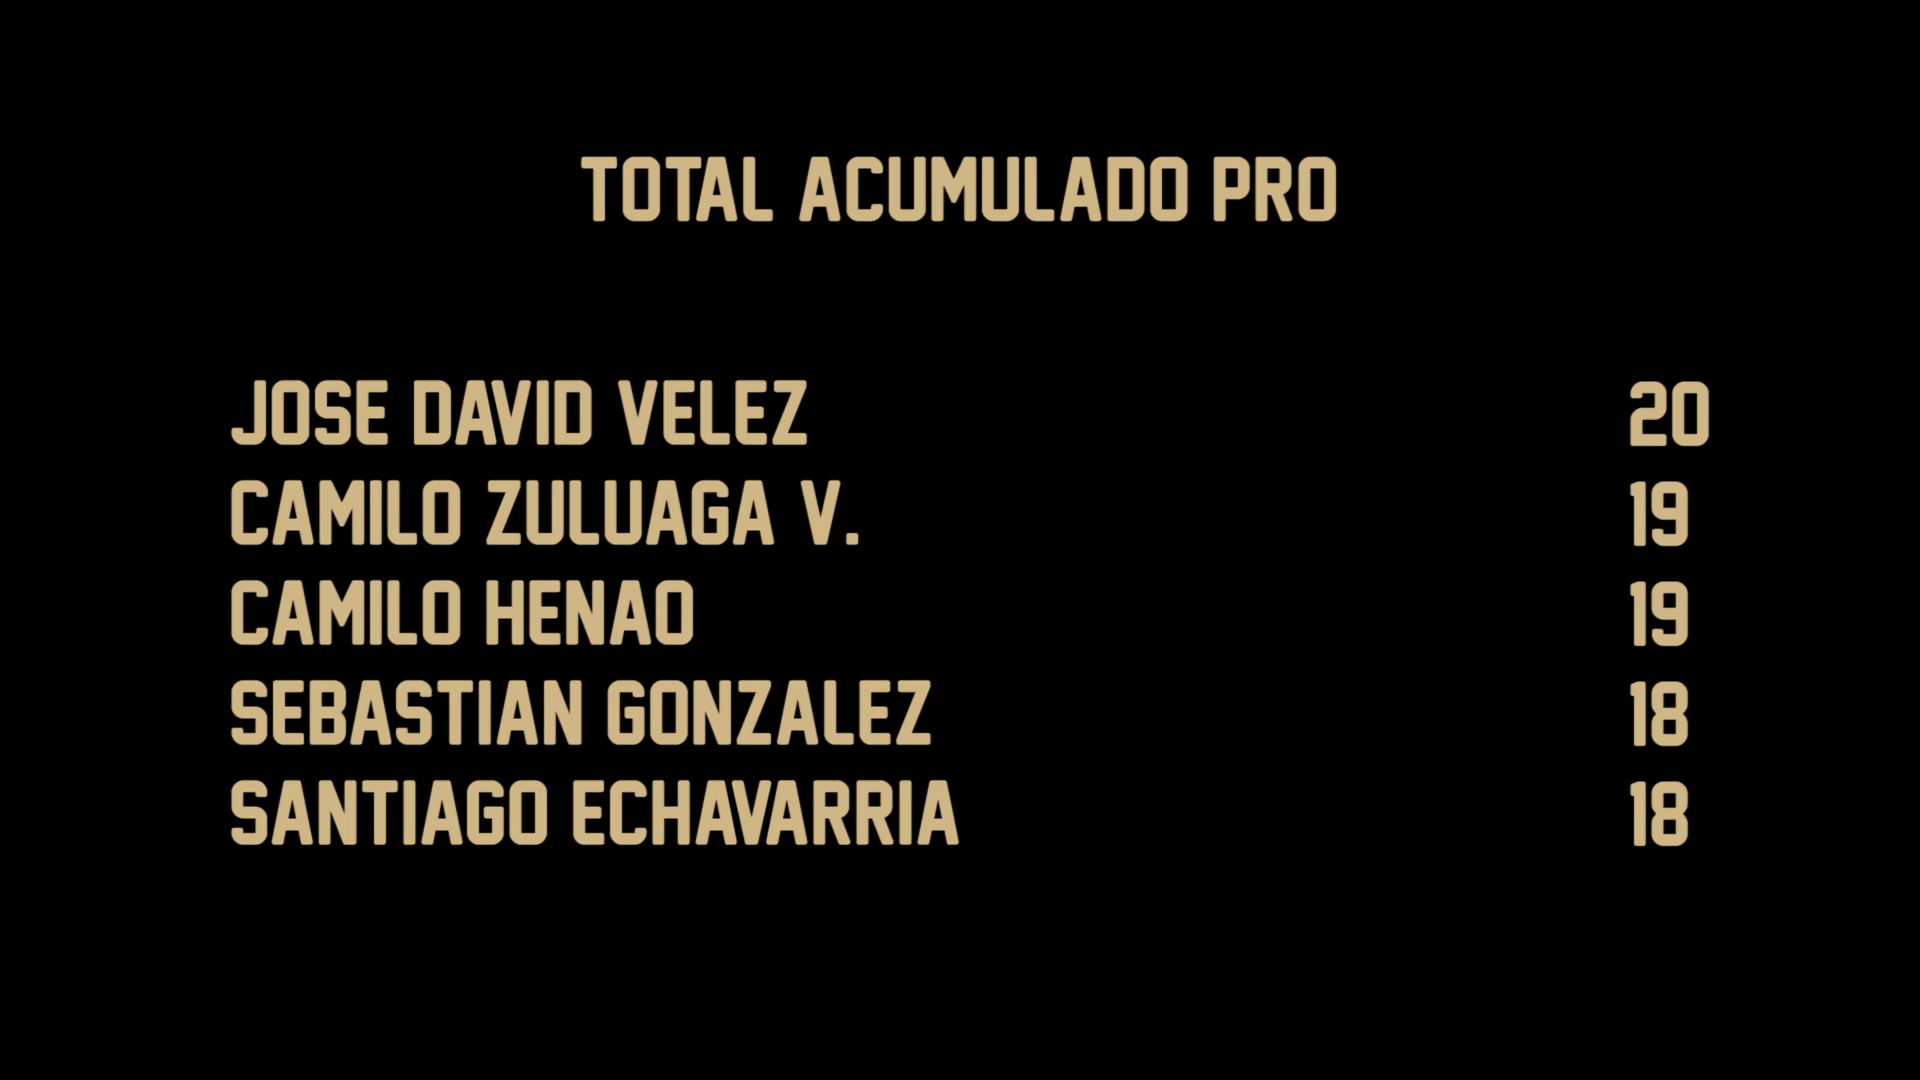 TOTAL ACUMULADO PRO
JOSE DAVID VELEZ 20
CAMILO ZULUAGA V. 19
CAMILO HENAO 19
SEBASTIAN GONZALEZ 18
SANTIAGO ECHAVARRIA 18